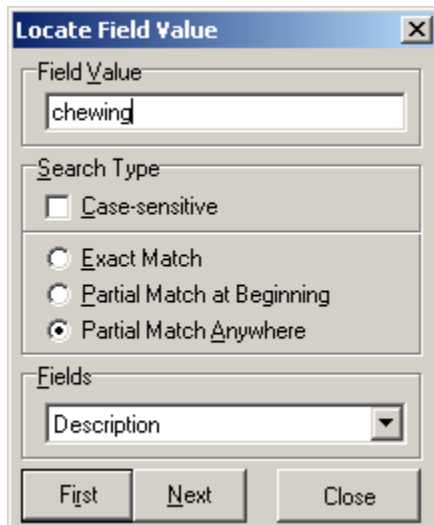 Locate Field Value
Field Value
chewing
Search Type
Case-sensitive
Exact Match
Partial Match at Beginning
Partial Match Anywhere
Fields
Description
First Next Close